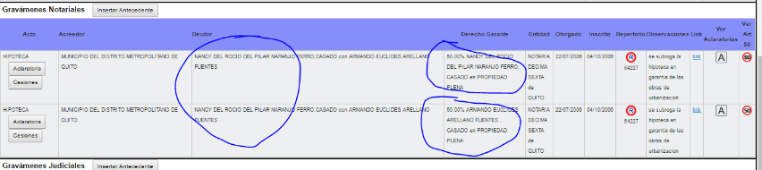 Gravámenes Notariales Insertar Antecedente
Acto Acreedor Deudor Derecho Garante Entidad Otorgado Inscrito Repertorio Observaciones Link Ver Aclaratorias Ver Art 50
HIPOTECA MUNICIPIO DEL DISTRITO METROPOLITANO DE NANCY DEL ROCIO DEL PILAR NARANJO FERRO,CASADO con ARMANDO EUCLIDES ARELLANO 50.00% NANCY DEL ROCIO NOTARIA 22/07/2008 04/10/2008 R se subroga la link A 50
Aclaratoria QUITO FUENTES DEL PILAR NARANJO FERRO, DECIMA 64227 hipoteca en
Cesiones CASADO en PROPIEDAD SEXTA garantía de las
PLENA de obras de
QUITO urbanizacion
HIPOTECA MUNICIPIO DEL DISTRITO METROPOLITANO DE NANCY DEL ROCIO DEL PILAR NARANJO FERRO,CASADO con ARMANDO EUCLIDES ARELLANO 50.00% ARMANDO EUCLIDES NOTARIA 22/07/2008 04/10/2008 R se subroga la link A 50
Aclaratoria QUITO FUENTES ARELLANO FUENTES , DECIMA 64227 hipoteca en
Cesiones CASADO en PROPIEDAD SEXTA garantía de las
PLENA de obras de
QUITO urbanizacion
Gravámenes Judiciales Insertar Antecedente